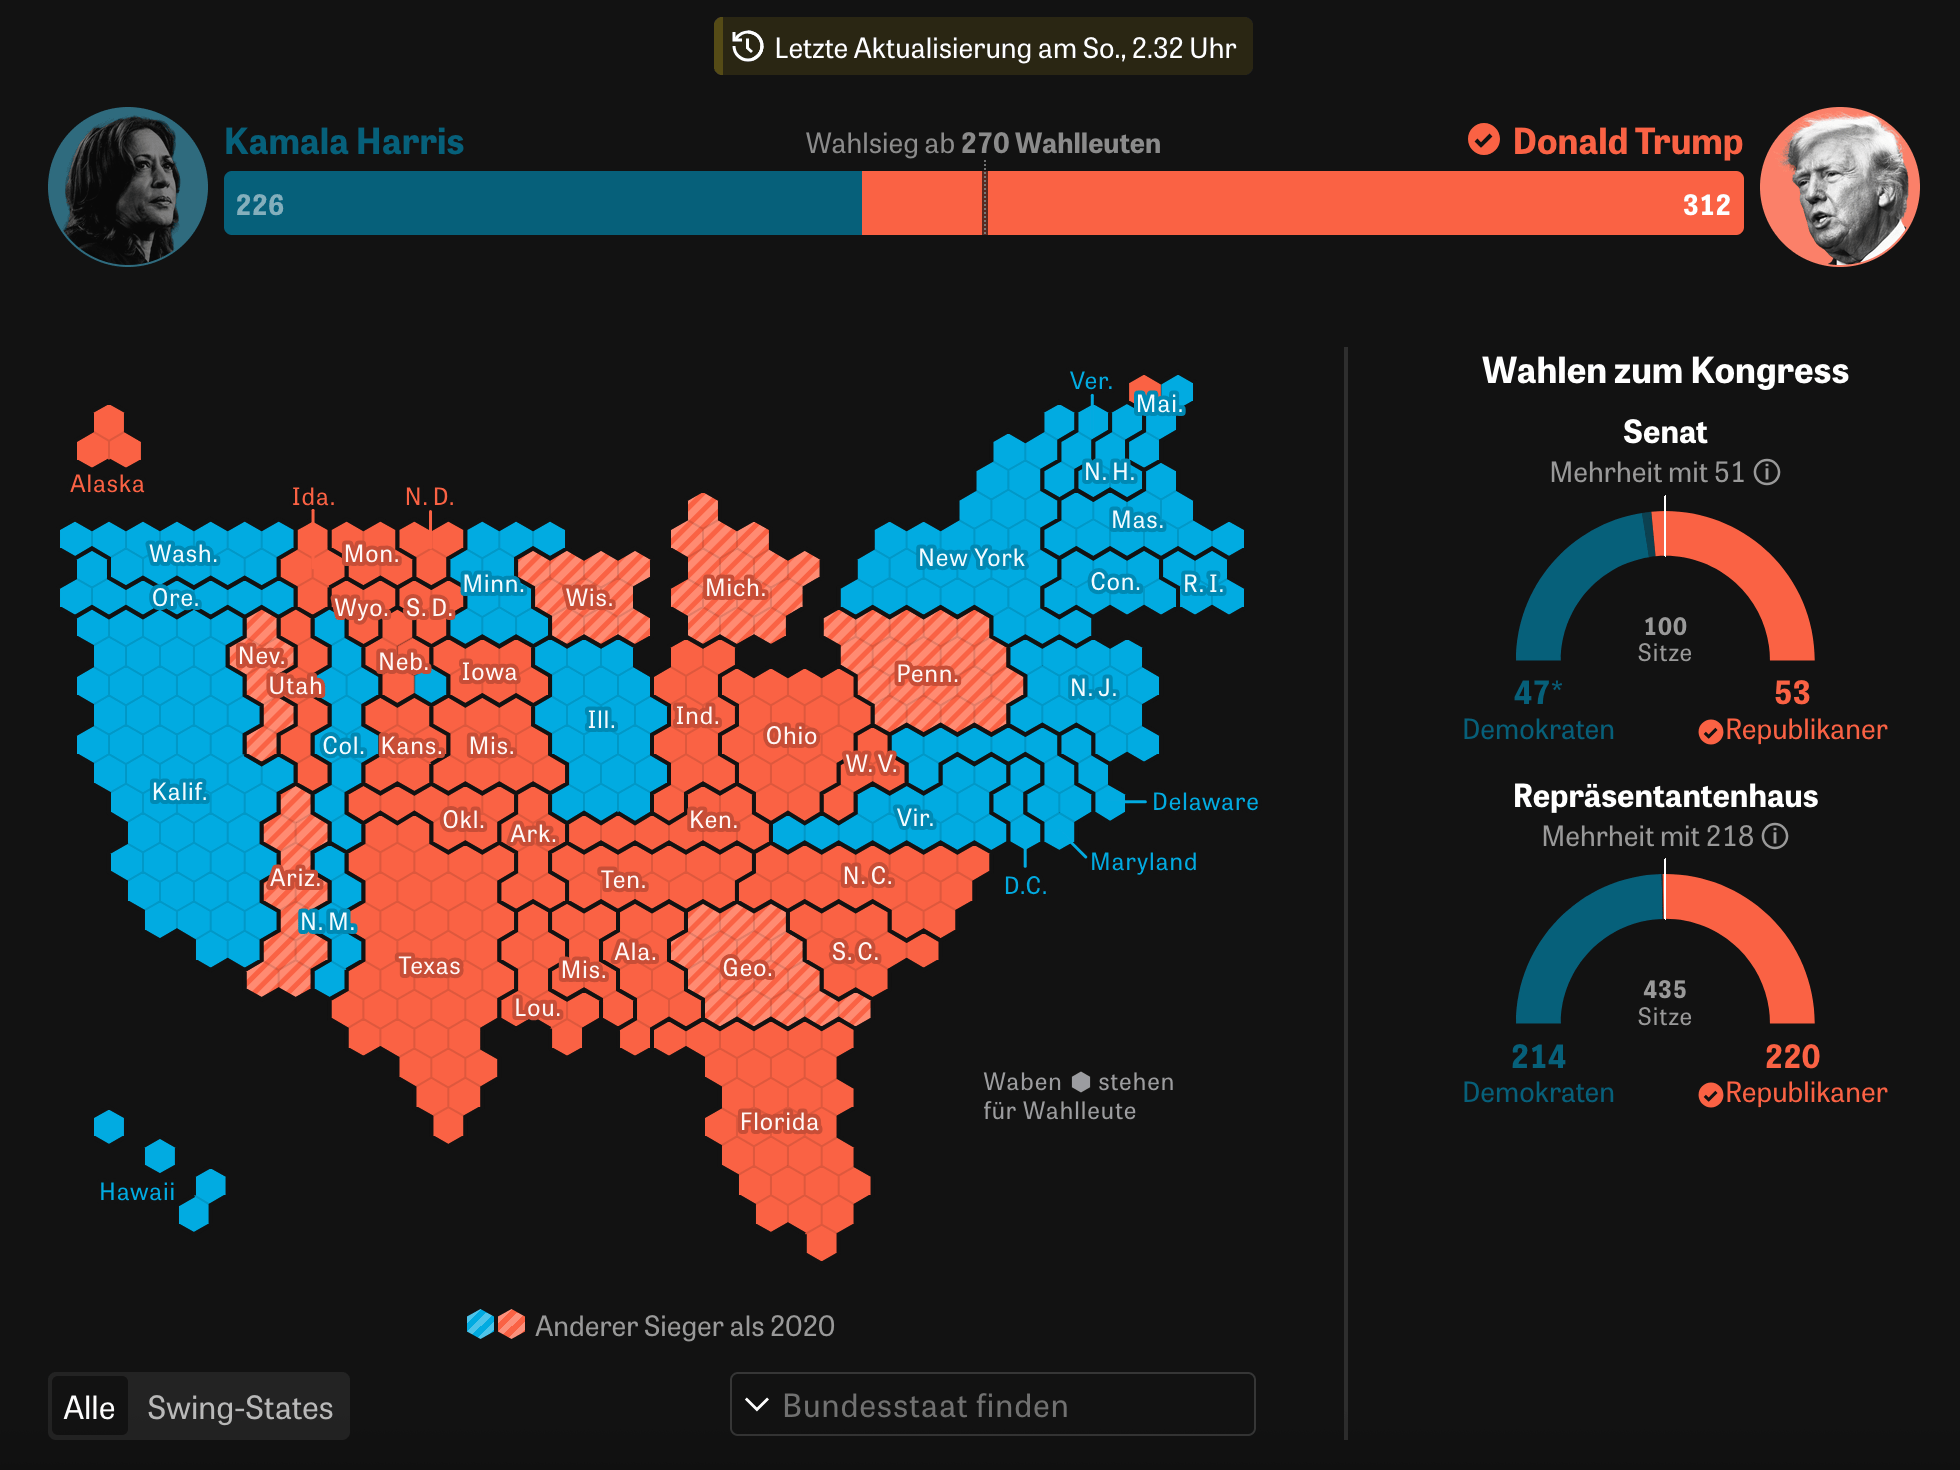 Letzte Aktualisierung am So., 2.32 Uhr
Kamala Harris
Wahlsieg ab 270 Wahlleuten
Donald Trump
226
312
Wahlen zum Kongress
Senat
Mehrheit mit 51
100
Sitze
47*
Demokraten
53
Republikaner
Repräsentantenhaus
Mehrheit mit 218
435
Sitze
214
Demokraten
220
Republikaner
Ver.
Mai.
Alaska
Ida.
N. D.
N. H.
Mas.
Wash.
Mon.
New York
Minn.
Con.
R. I.
Ore.
Wyo.
S. D.
Wis.
Mich.
Nev.
Neb.
Iowa
Penn.
Utah
N. J.
Ill.
Ind.
Ohio
Col.
Kans.
Mis.
W. V.
Kalif.
Delaware
Okl.
Ark.
Ken.
Vir.
Maryland
Ariz.
Ten.
N. C.
D.C.
N. M.
Texas
Mis.
Ala.
Geo.
S. C.
Lou.
Waben stehen
für Wahlleute
Florida
Hawaii
Anderer Sieger als 2020
Alle
Swing-States
Bundesstaat finden